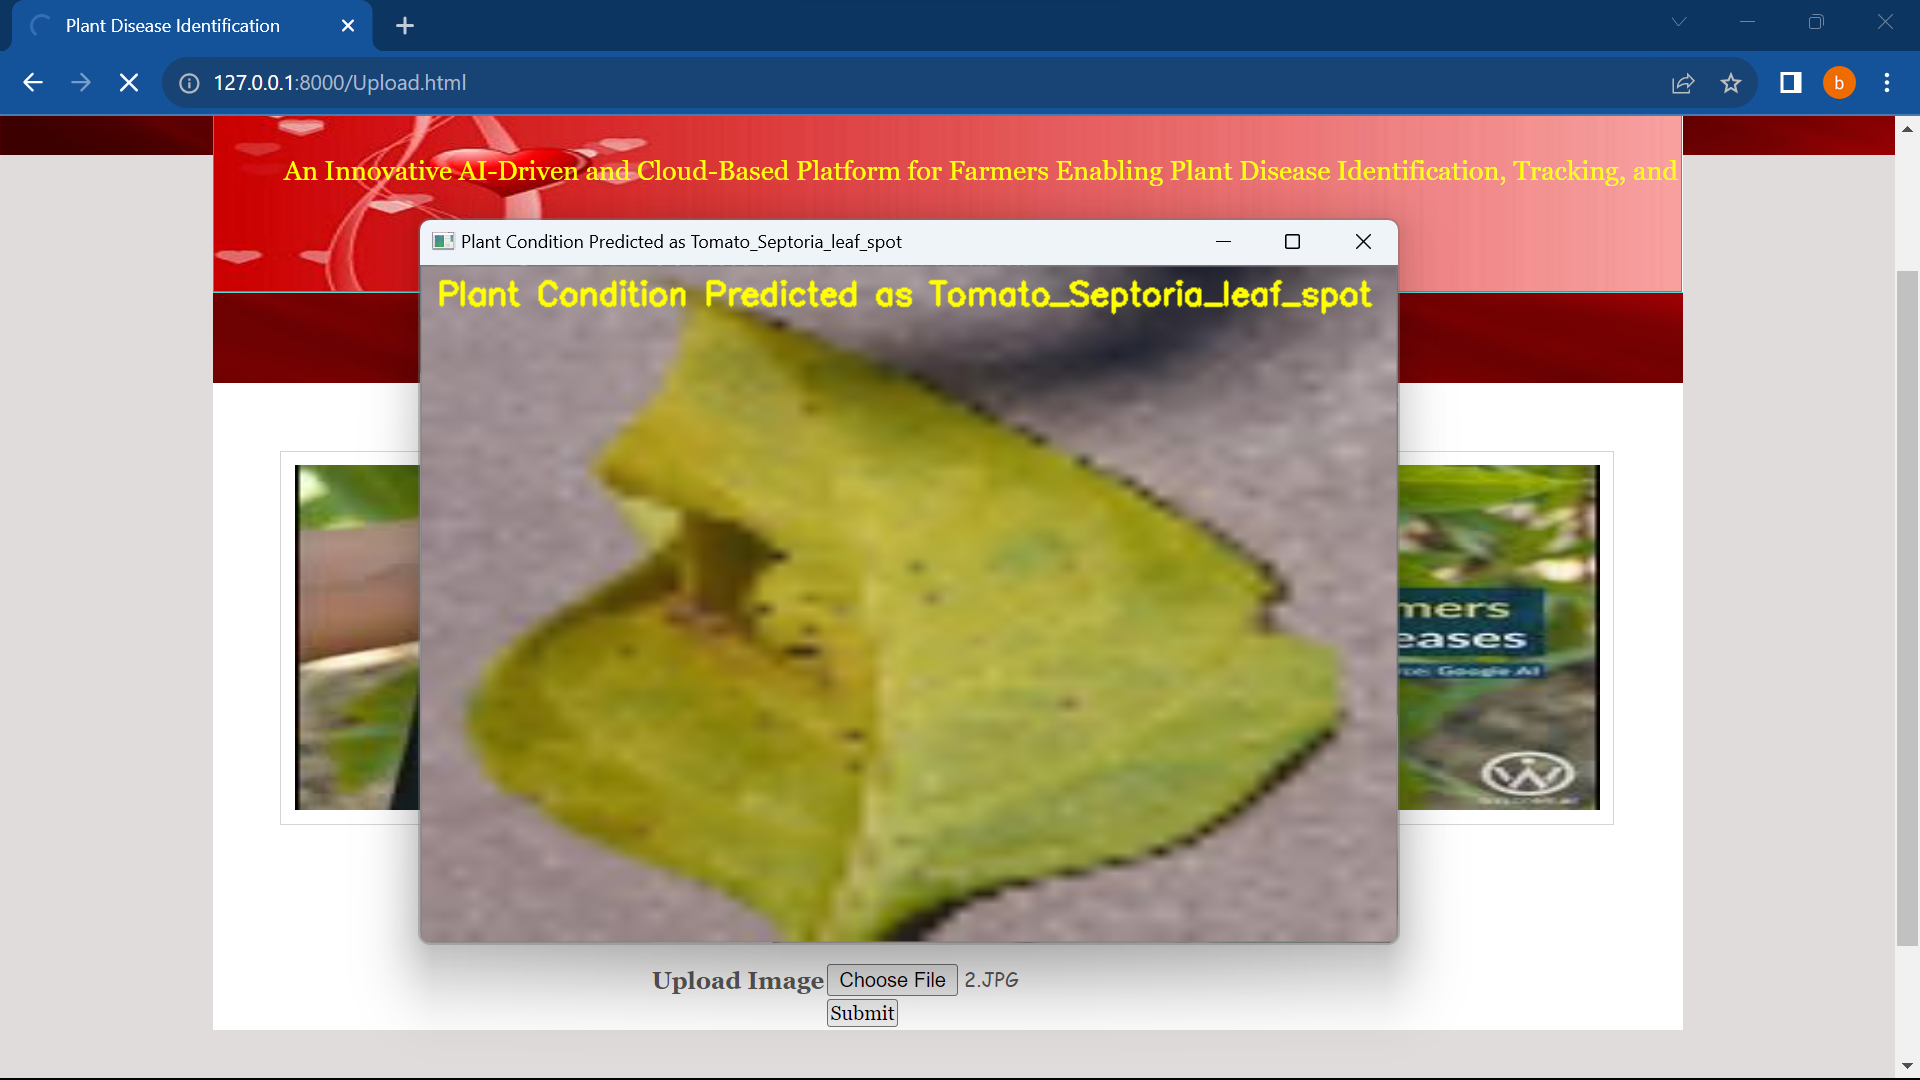 Plant Disease Identification
127.0.0.1:8000/Upload.html
b
An Innovative AI-Driven and Cloud-Based Platform for Farmers Enabling Plant Disease Identification, Tracking, and
Plant Condition Predicted as Tomato_Septoria_leaf_spot
Plant Condition Predicted as Tomato_Septoria_leaf_spot
mers
eases
Google AI
Upload Image Choose File 2.JPG
Submit